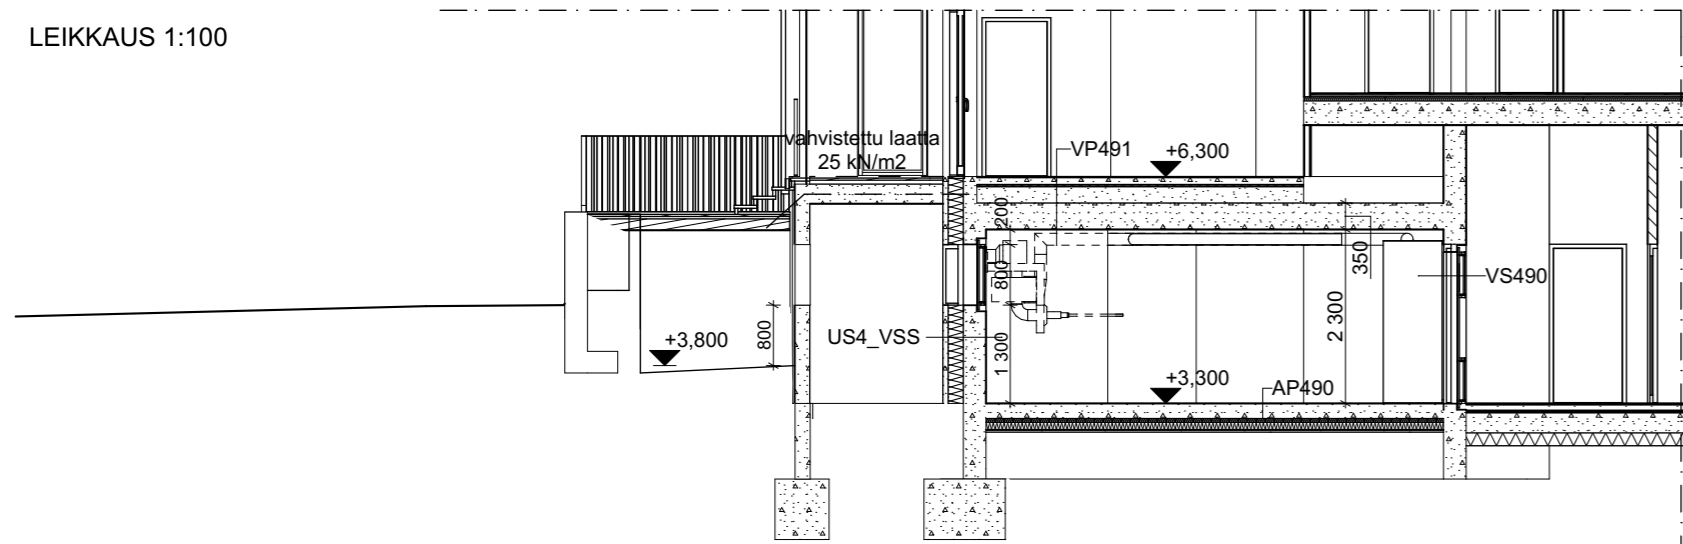 LEIKKAUS 1:100
vahvistettu laatta
25 kN/m2
VP491
+6,300
200
800
350
VS490
2 300
+3,800
800
US4_VSS
1 300
+3,300
AP490